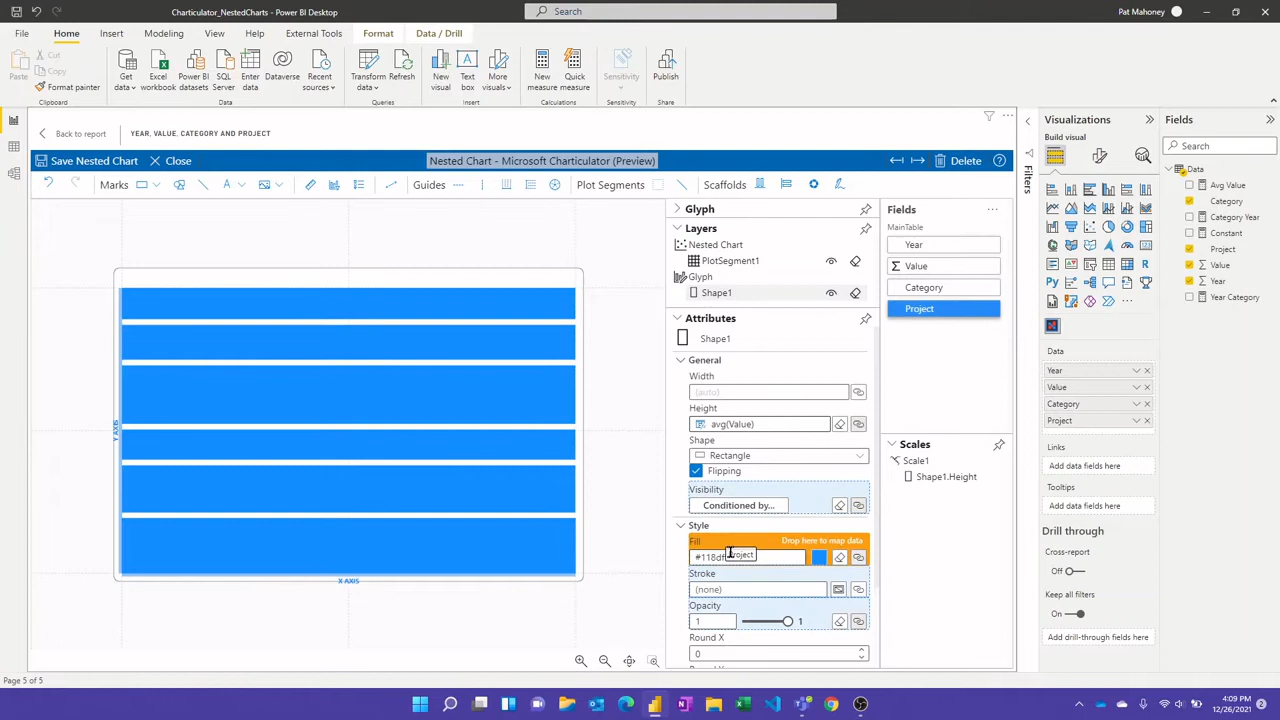 Charticulator_NestedCharts - Power BI Desktop
Search
Pat Mahoney
File Home Insert Modeling View Help External Tools Format Data / Drill
Paste
Cut
Copy
Format painter
Clipboard
Get data
Excel workbook
Power BI datasets
SQL Server
Enter data
Dataverse
Recent sources
Data
Transform data
Refresh
Queries
New visual
Text box
More visuals
Insert
New measure
Quick measure
Calculations
Sensitivity
Sensitivity
Publish
Share
Back to report
YEAR, VALUE, CATEGORY AND PROJECT
Save Nested Chart
Close
Nested Chart - Microsoft Charticulator (Preview)
Delete
Marks
Guides
Plot Segments
Scaffolds
Y AXIS
X AXIS
Glyph
Layers
Nested Chart
PlotSegment1
Glyph
Shape1
Attributes
Shape1
General
Width
(auto)
Height
avg(Value)
Shape
Rectangle
Flipping
Visibility
Conditioned by...
Style
Fill
Drop here to map data
#118df
Project
Stroke
(none)
Opacity
1
1
Round X
0
Fields
MainTable
Year
Value
Category
Project
Scales
Scale1
Shape1.Height
Filters
Visualizations
Build visual
Data
Year
Value
Category
Project
Links
Add data fields here
Tooltips
Add data fields here
Drill through
Cross-report
Off
Keep all filters
On
Add drill-through fields here
Fields
Search
Data
Avg Value
Category
Category Year
Constant
Project
Value
Year
Year Category
Page 5 of 5
4:09 PM
12/26/2021